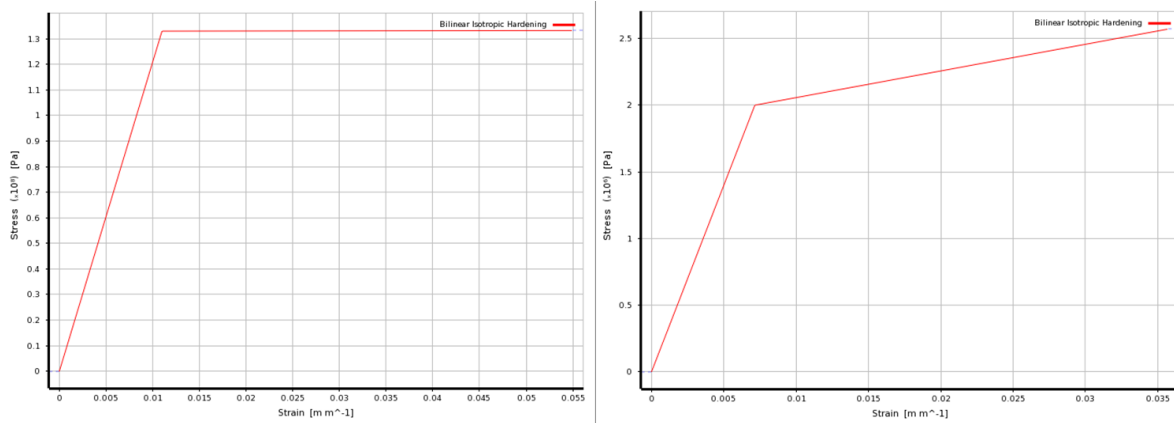 Bilinear Isotropic Hardening
1.3
1.2
1.1
1
0.9
0.8
0.7
0.6
0.5
0.4
0.3
0.2
0.1
0
Stress (ₓ10⁸) [Pa]
0 0.005 0.01 0.015 0.02 0.025 0.03 0.035 0.04 0.045 0.05 0.055
Strain [m m^-1]
Bilinear Isotropic Hardening
2.5
2
1.5
1
0.5
0
Stress (ₓ10⁶) [Pa]
0 0.005 0.01 0.015 0.02 0.025 0.03 0.035
Strain [m m^-1]